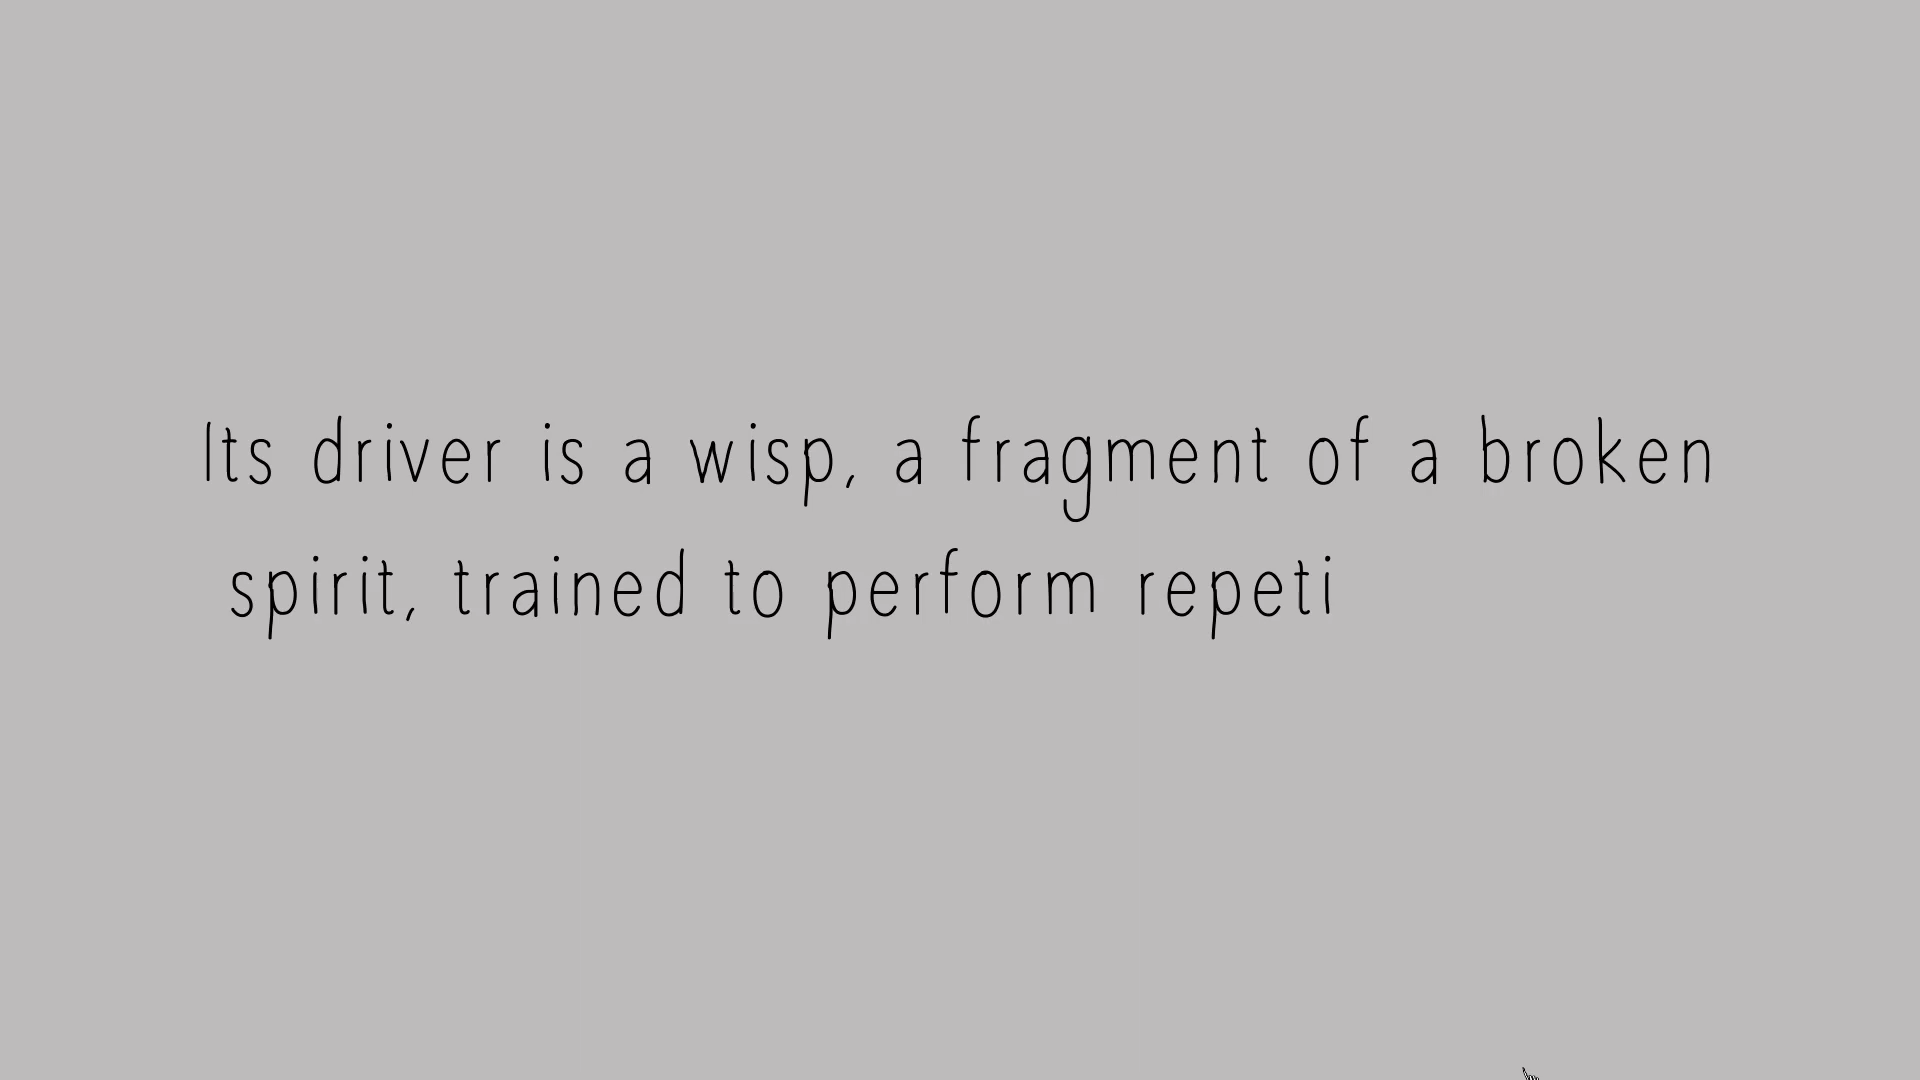 Its driver is a wisp, a fragment of a broken
spirit, trained to perform repeti